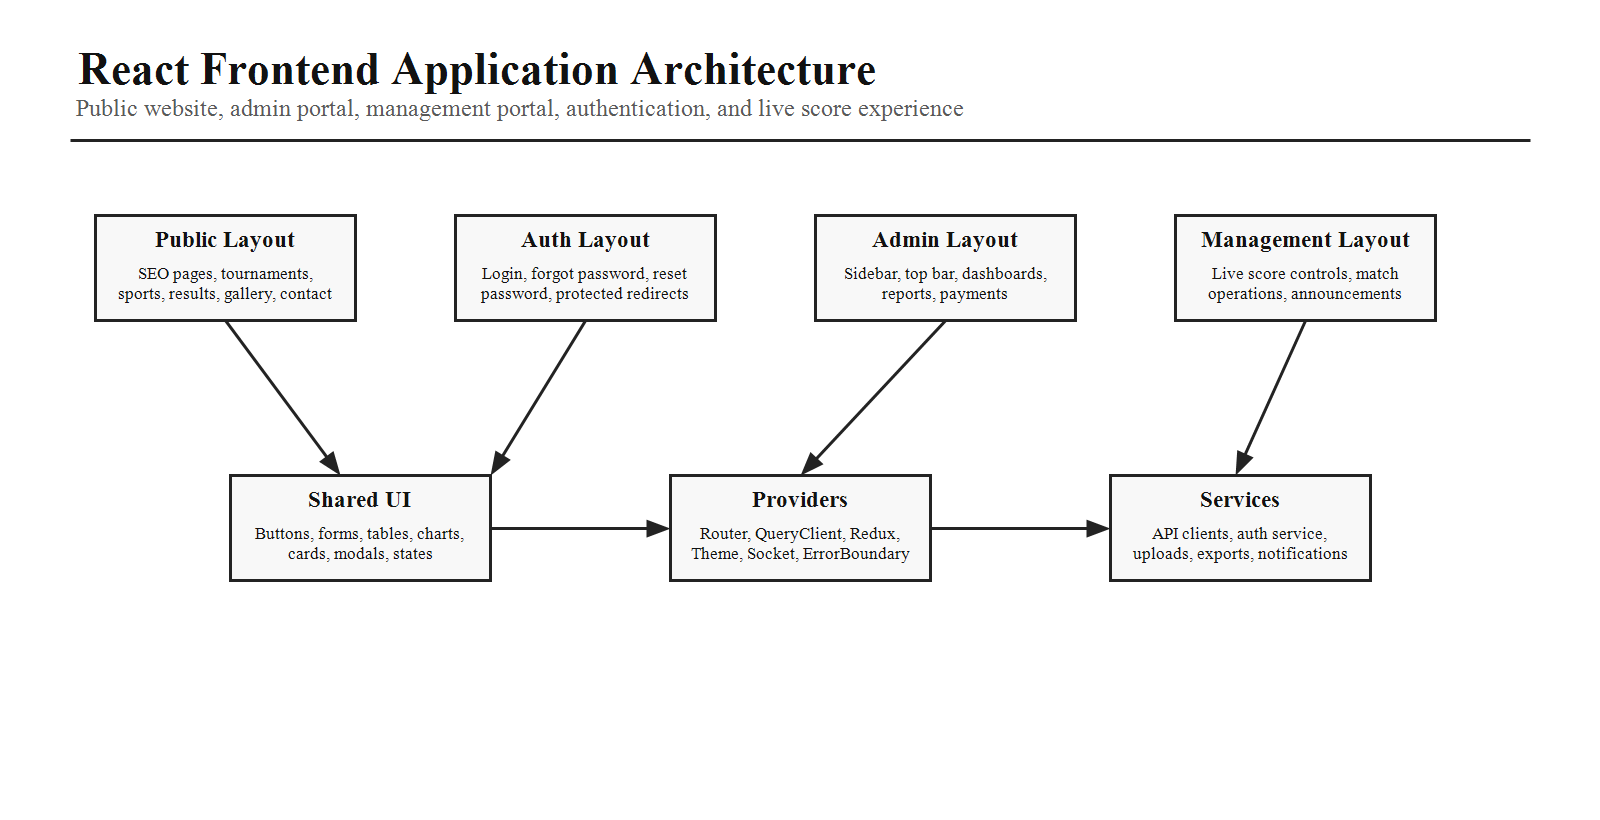 React Frontend Application Architecture
Public website, admin portal, management portal, authentication, and live score experience
Public Layout
SEO pages, tournaments,
sports, results, gallery, contact
Auth Layout
Login, forgot password, reset
password, protected redirects
Admin Layout
Sidebar, top bar, dashboards,
reports, payments
Management Layout
Live score controls, match
operations, announcements
Shared UI
Buttons, forms, tables, charts,
cards, modals, states
Providers
Router, QueryClient, Redux,
Theme, Socket, ErrorBoundary
Services
API clients, auth service,
uploads, exports, notifications